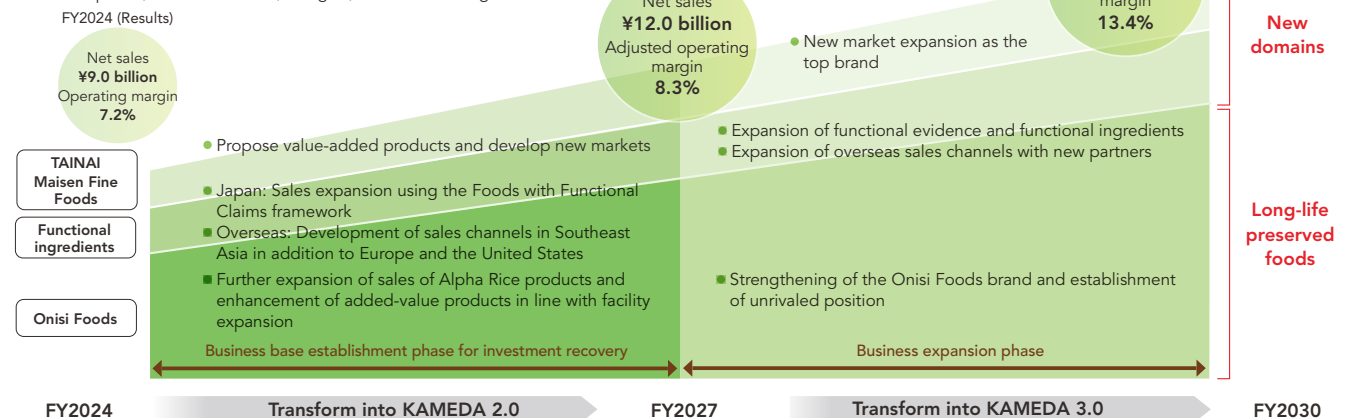 FY2024 (Results)
Net sales
¥9.0 billion
Operating margin
7.2%
Net sales
¥12.0 billion
Adjusted operating
margin
8.3%
margin
13.4%
New
domains
New market expansion as the
top brand
TAINAI
Maisen Fine
Foods
Propose value-added products and develop new markets
Functional
ingredients
Japan: Sales expansion using the Foods with Functional
Claims framework
Overseas: Development of sales channels in Southeast
Asia in addition to Europe and the United States
Expansion of functional evidence and functional ingredients
Expansion of overseas sales channels with new partners
Long-life
preserved
foods
Onisi Foods
Further expansion of sales of Alpha Rice products and
enhancement of added-value products in line with facility
expansion
Strengthening of the Onisi Foods brand and establishment
of unrivaled position
Business base establishment phase for investment recovery
Business expansion phase
FY2024
Transform into KAMEDA 2.0
FY2027
Transform into KAMEDA 3.0
FY2030